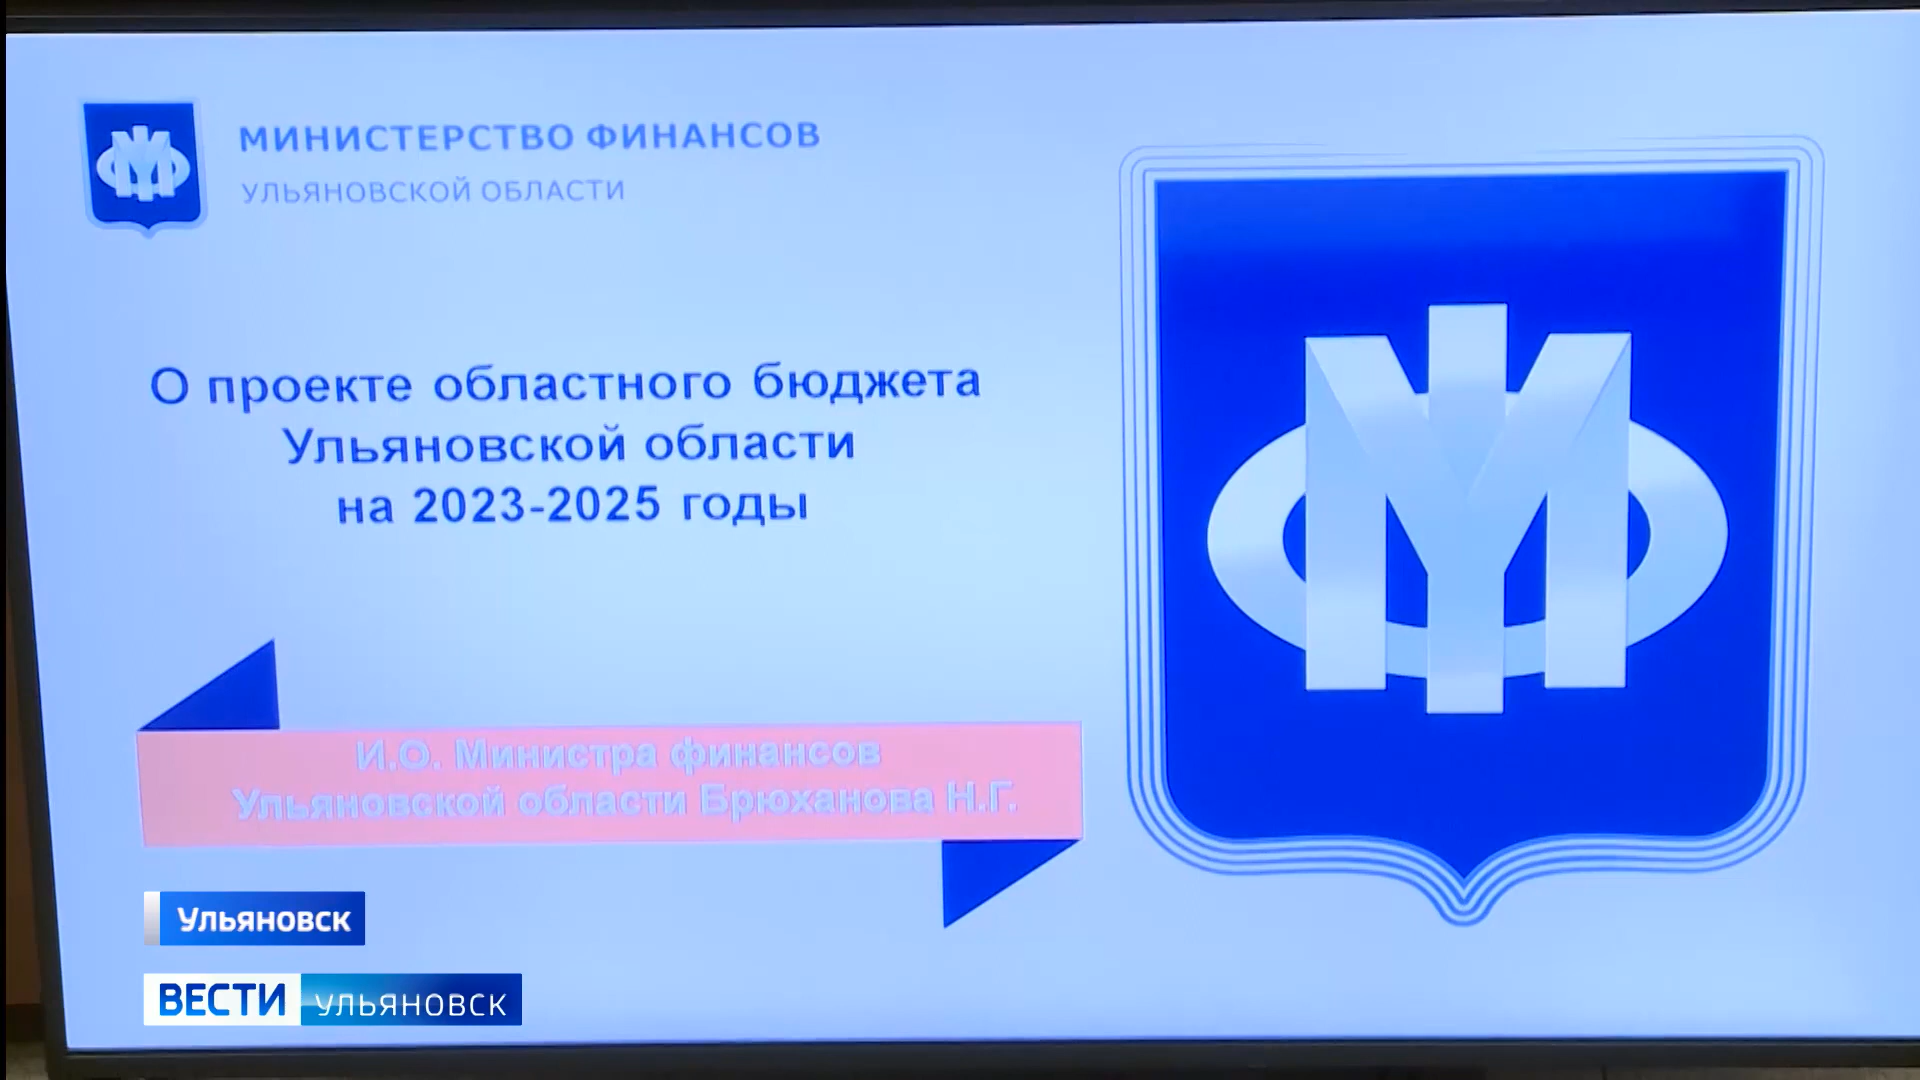 МИНИСТЕРСТВО ФИНАНСОВ
УЛЬЯНОВСКОЙ ОБЛАСТИ
О проекте областного бюджета
Ульяновской области
на 2023-2025 годы
И.О. Министра финансов
Ульяновской области Брюханова Н.Г.
Ульяновск
ВЕСТИ УЛЬЯНОВСК